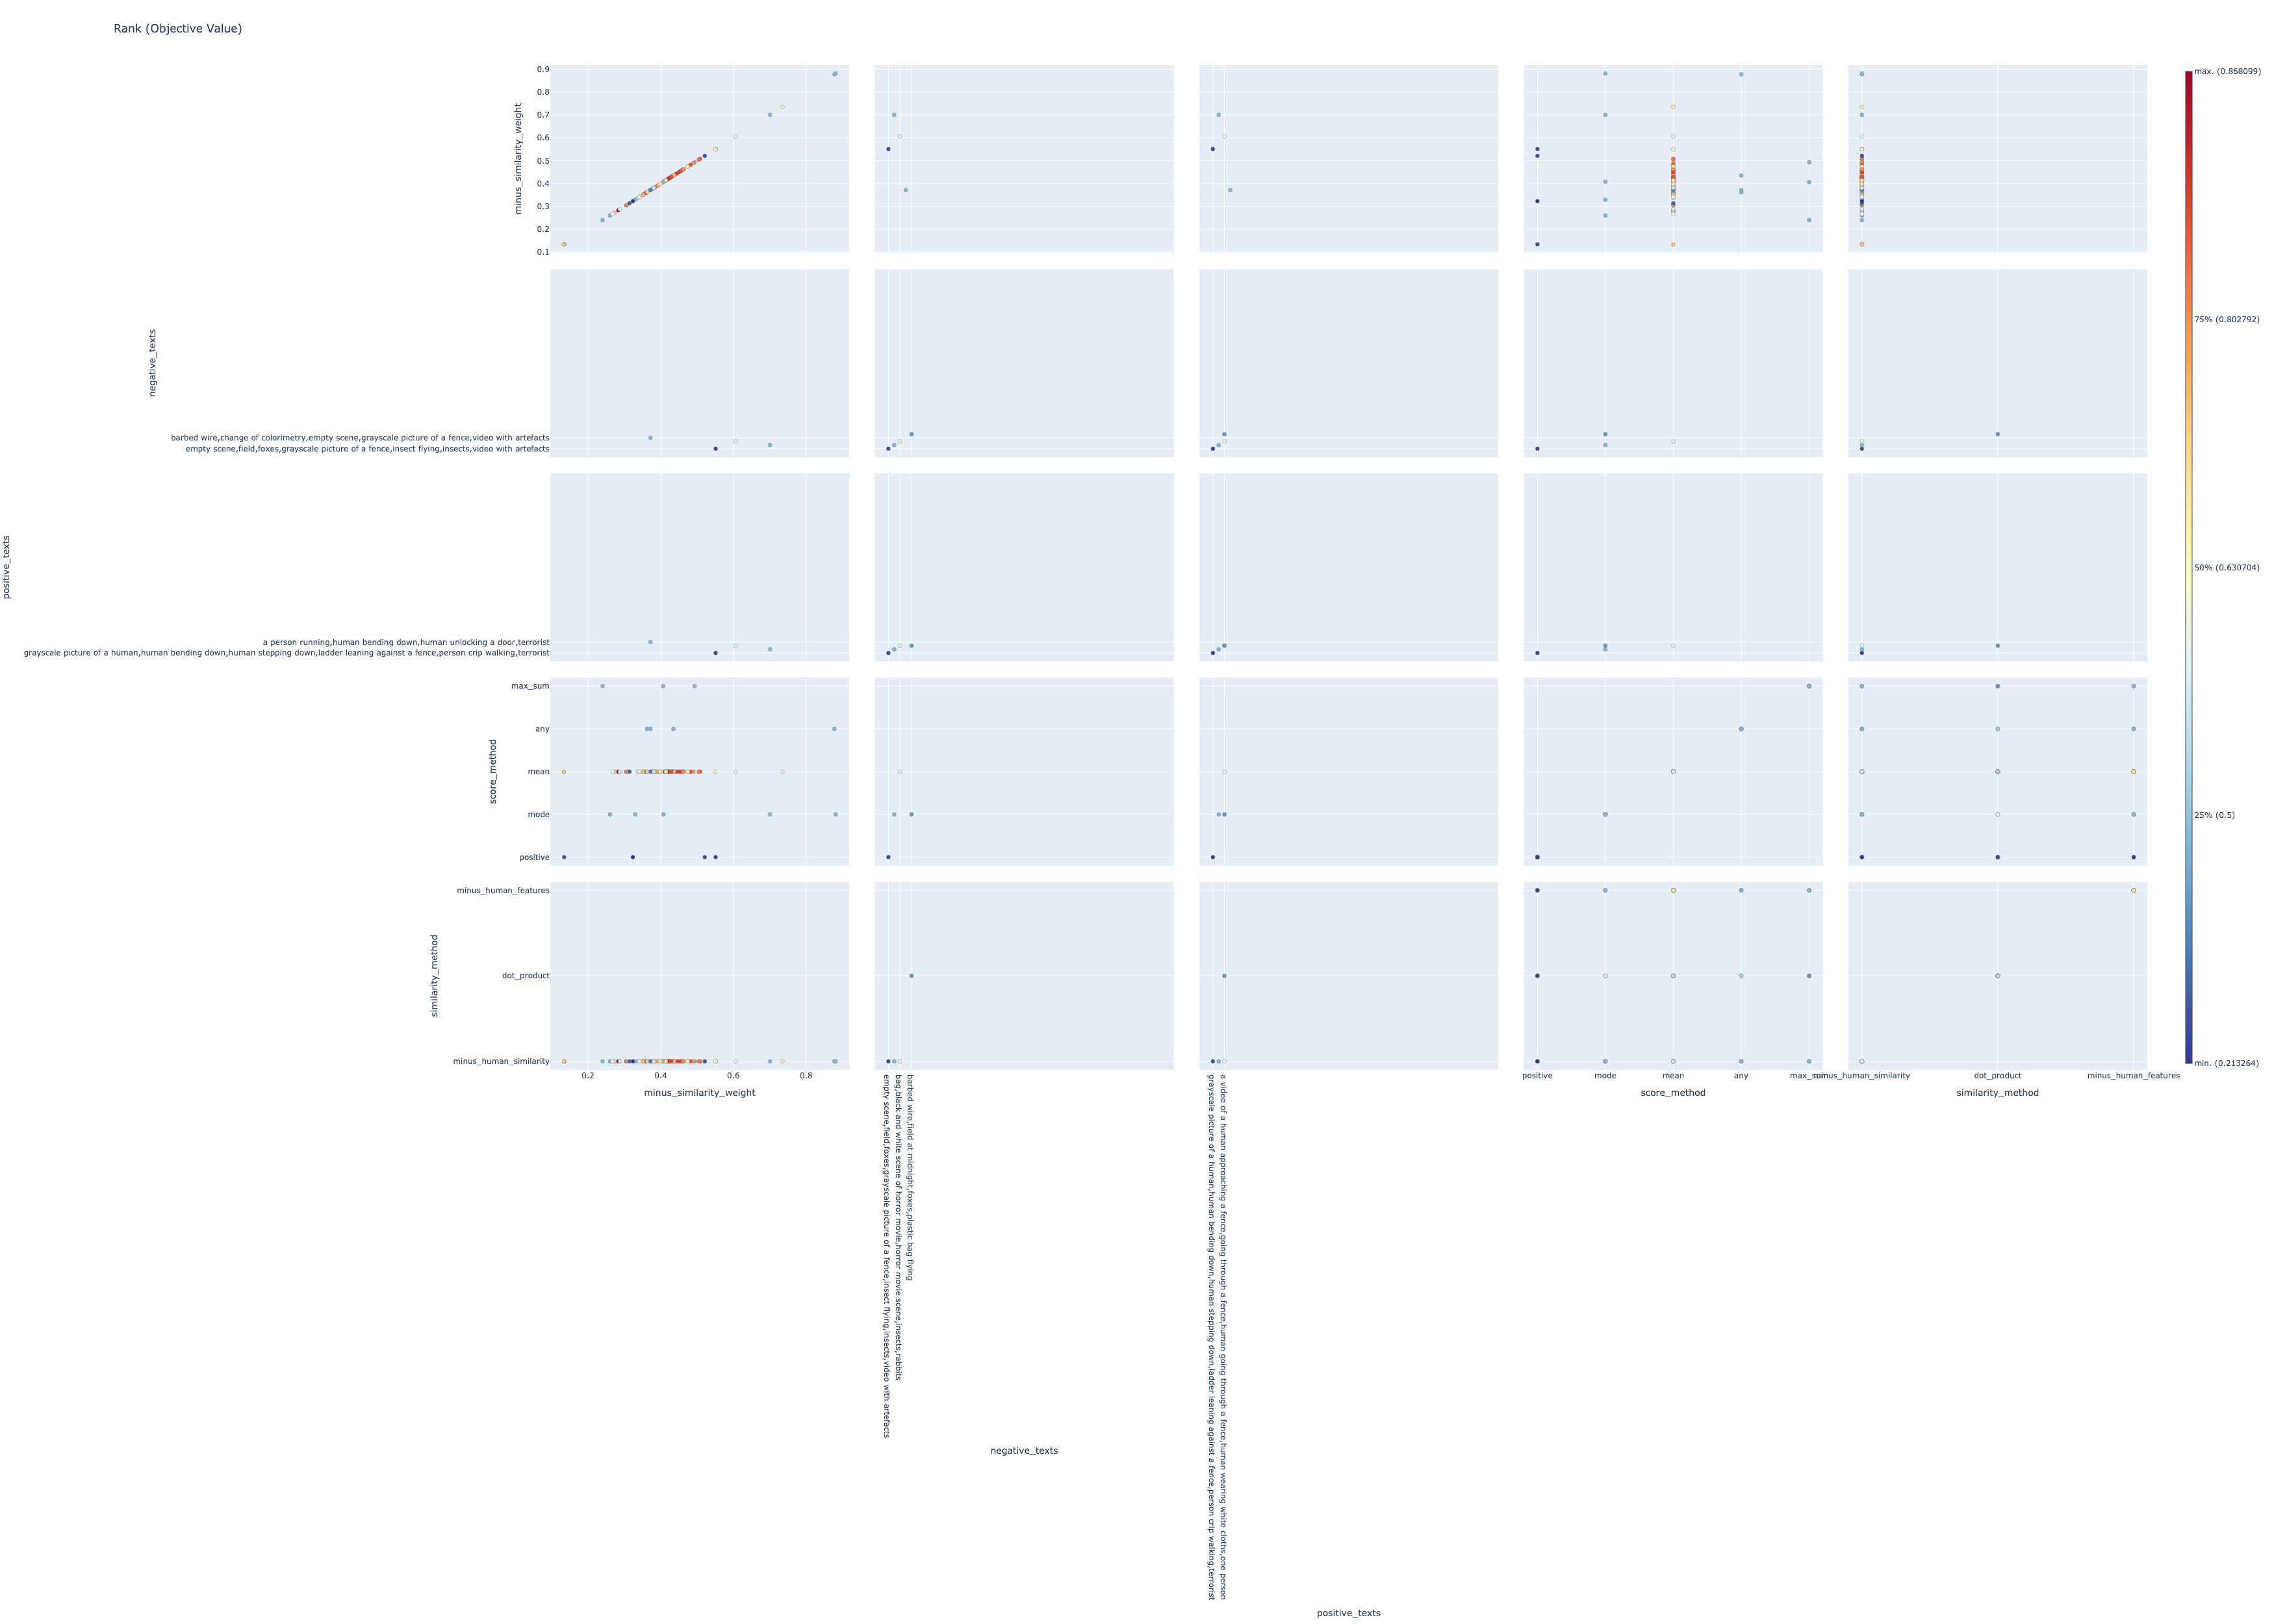 Rank (Objective Value)
minus_similarity_weight
0.9
0.8
0.7
0.6
0.5
0.4
0.3
0.2
0.1
negative_texts
barbed wire,change of colorimetry,empty scene,grayscale picture of a fence,video with artefacts
empty scene,field,foxes,grayscale picture of a fence,insect flying,insects,video with artefacts
positive_texts
a person running,human bending down,human unlocking a door,terrorist
grayscale picture of a human,human bending down,human stepping down,ladder leaning against a fence,person crip walking,terrorist
score_method
max_sum
any
mean
mode
positive
similarity_method
minus_human_features
dot_product
minus_human_similarity
0.2
0.4
0.6
0.8
minus_similarity_weight
empty scene,field,foxes,grayscale picture of a fence,insect flying,insects,video with artefacts
bag,black and white scene of horror movie,horror movie scene,insects,rabbits
barbed wire,field at midnight,foxes,plastic bag flying
negative_texts
grayscale picture of a human,human bending down,human stepping down,ladder leaning against a fence,person crip walking,terrorist
a video of a human approaching a fence,going through a fence,human going through a fence,human wearing white cloths,one person
positive_texts
positive
mode
mean
any
max_sum
score_method
minus_human_similarity
dot_product
minus_human_features
similarity_method
max. (0.868099)
75% (0.802792)
50% (0.630704)
25% (0.5)
min. (0.213264)